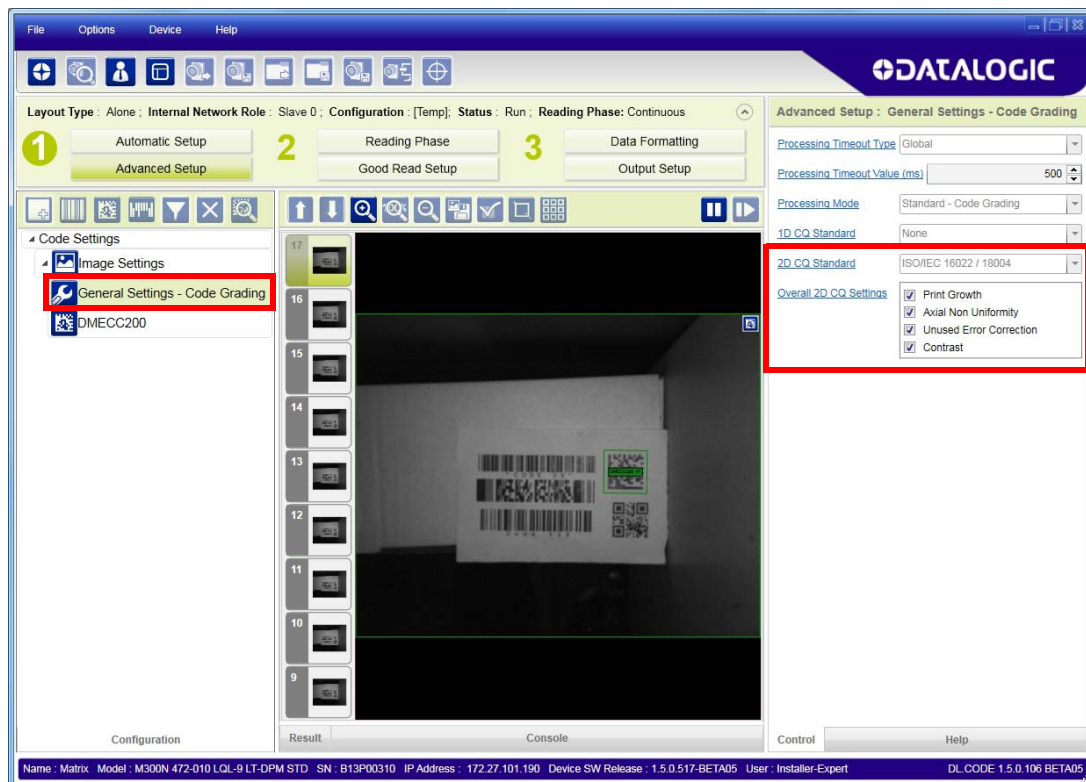 File Options Device Help
DATALOGIC
Layout Type : Alone ; Internal Network Role : Slave 0 ; Configuration : [Temp]; Status : Run ; Reading Phase: Continuous
1 Automatic Setup
Advanced Setup
2 Reading Phase
Good Read Setup
3 Data Formatting
Output Setup
Code Settings
Image Settings
General Settings - Code Grading
DMECC200
17
16
15
14
13
12
11
10
9
Advanced Setup : General Settings - Code Grading
Processing Timeout Type Global
Processing Timeout Value (ms) 500
Processing Mode Standard - Code Grading
1D CQ Standard None
2D CQ Standard ISO/IEC 16022 / 18004
Overall 2D CQ Settings
Print Growth
Axial Non Uniformity
Unused Error Correction
Contrast
Configuration
Result Console
Control Help
Name : Matrix Model : M300N 472-010 LQL-9 LT-DPM STD SN : B13P00310 IP Address : 172.27.101.190 Device SW Release : 1.5.0.517-BETA05 User : Installer-Expert DL.CODE 1.5.0.106 BETA05